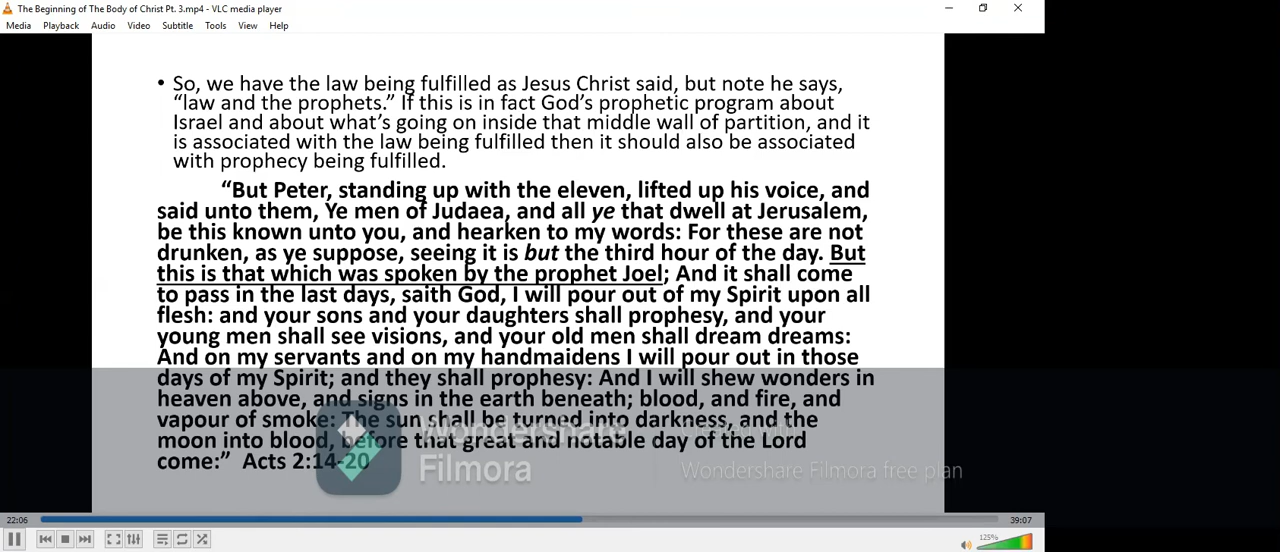 The Beginning of The Body of Christ Pt. 3.mp4 - VLC media player
Media Playback Audio Video Subtitle Tools View Help
• So, we have the law being fulfilled as Jesus Christ said, but note he says,
“law and the prophets.” If this is in fact God’s prophetic program about
Israel and about what’s going on inside that middle wall of partition, and it
is associated with the law being fulfilled then it should also be associated
with prophecy being fulfilled.
“But Peter, standing up with the eleven, lifted up his voice, and
said unto them, Ye men of Judaea, and all ye that dwell at Jerusalem,
be this known unto you, and hearken to my words: For these are not
drunken, as ye suppose, seeing it is but the third hour of the day. But
this is that which was spoken by the prophet Joel; And it shall come
to pass in the last days, saith God, I will pour out of my Spirit upon all
flesh: and your sons and your daughters shall prophesy, and your
young men shall see visions, and your old men shall dream dreams:
And on my servants and on my handmaidens I will pour out in those
days of my Spirit; and they shall prophesy: And I will shew wonders in
heaven above, and signs in the earth beneath; blood, and fire, and
vapour of smoke: The sun shall be turned into darkness, and the
moon into blood, before that great and notable day of the Lord
come:” Acts 2:14-20
Wondershare
Filmora
Created with
Wondershare Filmora free plan
22:06
39:07
125%